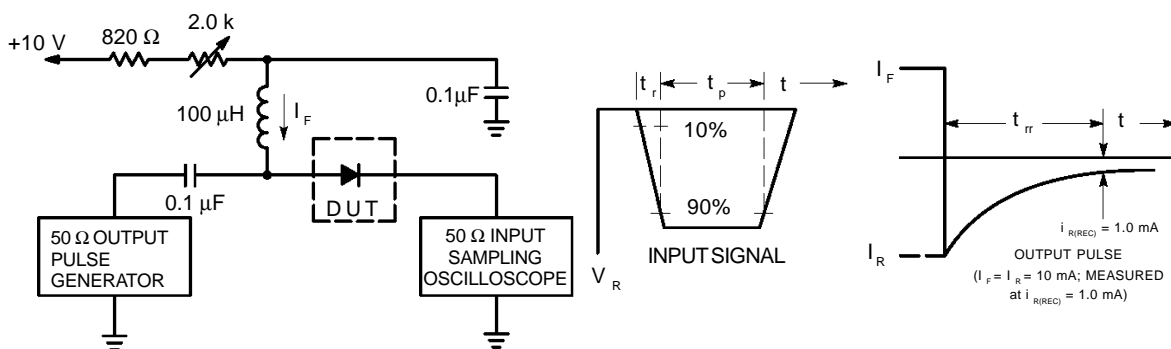 +10 V
820 Ω
2.0 k
100 μH
I F
0.1μF
0.1 μF
DUT
50 Ω OUTPUT
PULSE
GENERATOR
50 Ω INPUT
SAMPLING
OSCILLOSCOPE
t r
t p
t
10%
90%
V R
INPUT SIGNAL
I F
t rr
t
I R
i R(REC) = 1.0 mA
OUTPUT PULSE
(I F = I R = 10 mA; MEASURED
at i R(REC) = 1.0 mA)